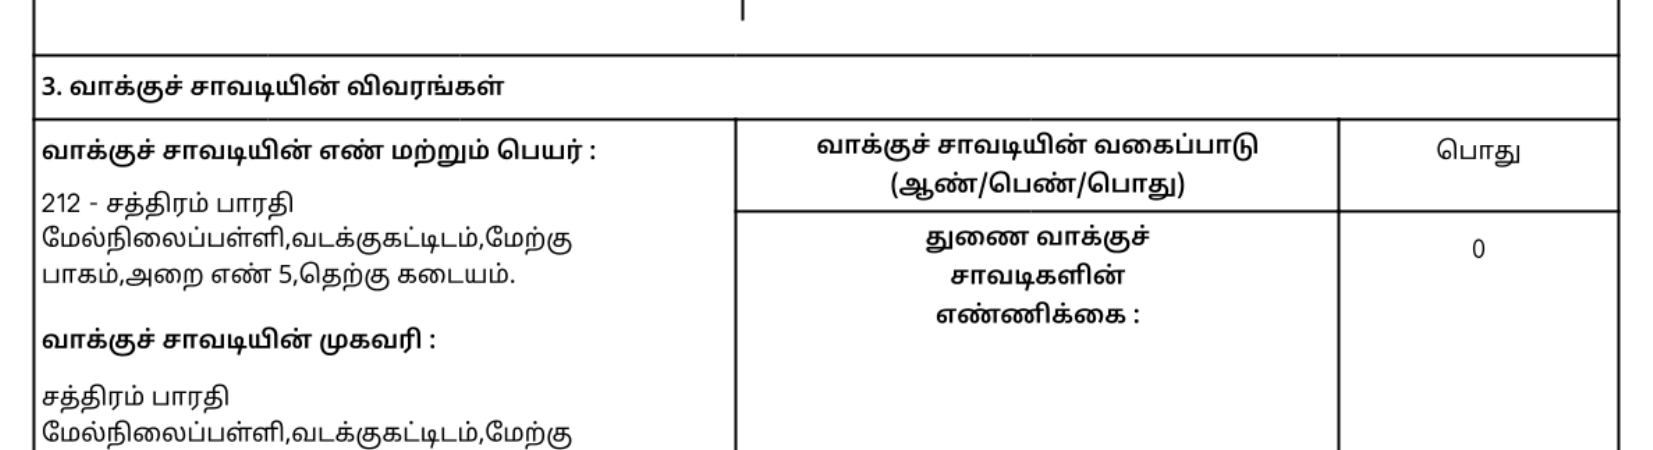 3. வாக்குச் சாவடியின் விவரங்கள்
வாக்குச் சாவடியின் எண் மற்றும் பெயர் :
212 - சத்திரம் பாரதி
மேல்நிலைப்பள்ளி,வடக்குகட்டிடம்,மேற்கு
பாகம்,அறை எண் 5,தெற்கு கடையம்.
வாக்குச் சாவடியின் முகவரி :
சத்திரம் பாரதி
மேல்நிலைப்பள்ளி,வடக்குகட்டிடம்,மேற்கு
வாக்குச் சாவடியின் வகைப்பாடு
(ஆண்/பெண்/பொது)
பொது
துணை வாக்குச்
சாவடிகளின்
எண்ணிக்கை :
0